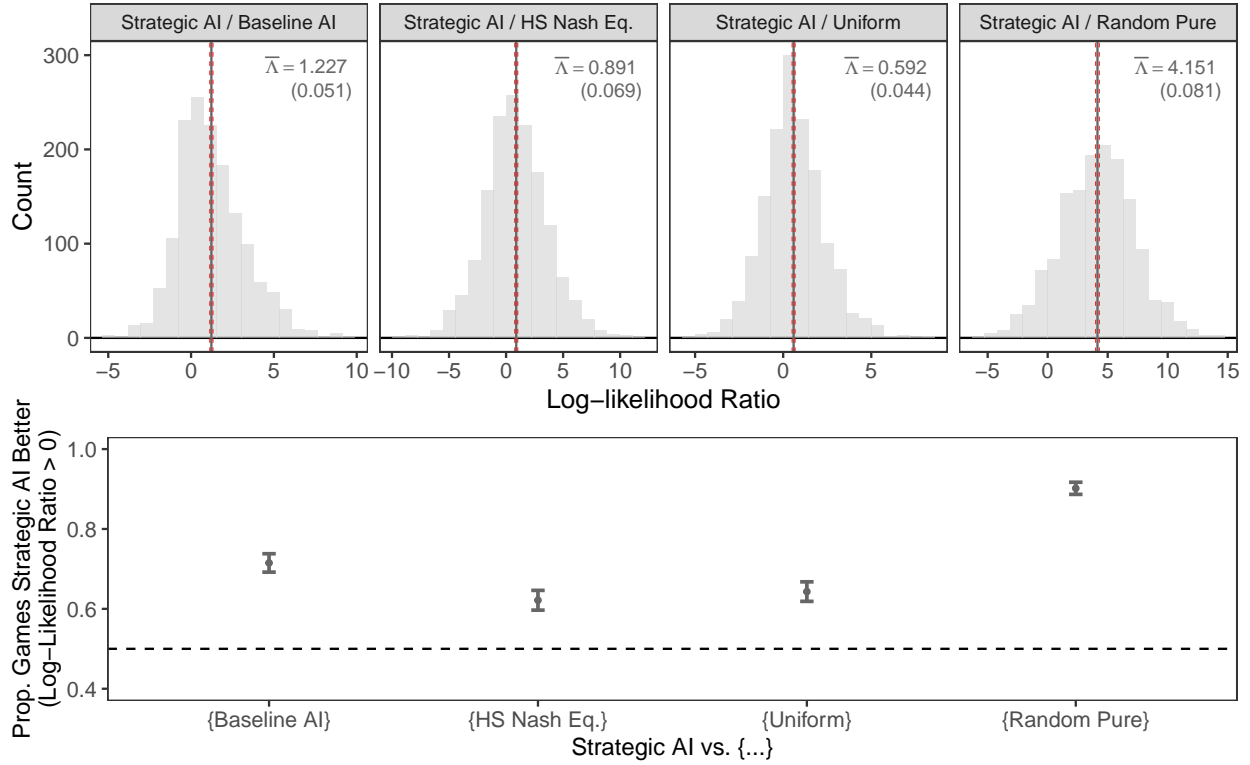 Strategic AI / Baseline AI
Strategic AI / HS Nash Eq.
Strategic AI / Uniform
Strategic AI / Random Pure
Λ̅ = 1.227
(0.051)
Λ̅ = 0.891
(0.069)
Λ̅ = 0.592
(0.044)
Λ̅ = 4.151
(0.081)
Count
300
200
100
0
−5 0 5 10
−10 −5 0 5 10
−5 0 5
−5 0 5 10 15
Log−likelihood Ratio
Prop. Games Strategic AI Better
(Log−Likelihood Ratio > 0)
1.0
0.8
0.6
0.4
{Baseline AI}
{HS Nash Eq.}
{Uniform}
{Random Pure}
Strategic AI vs. {...}